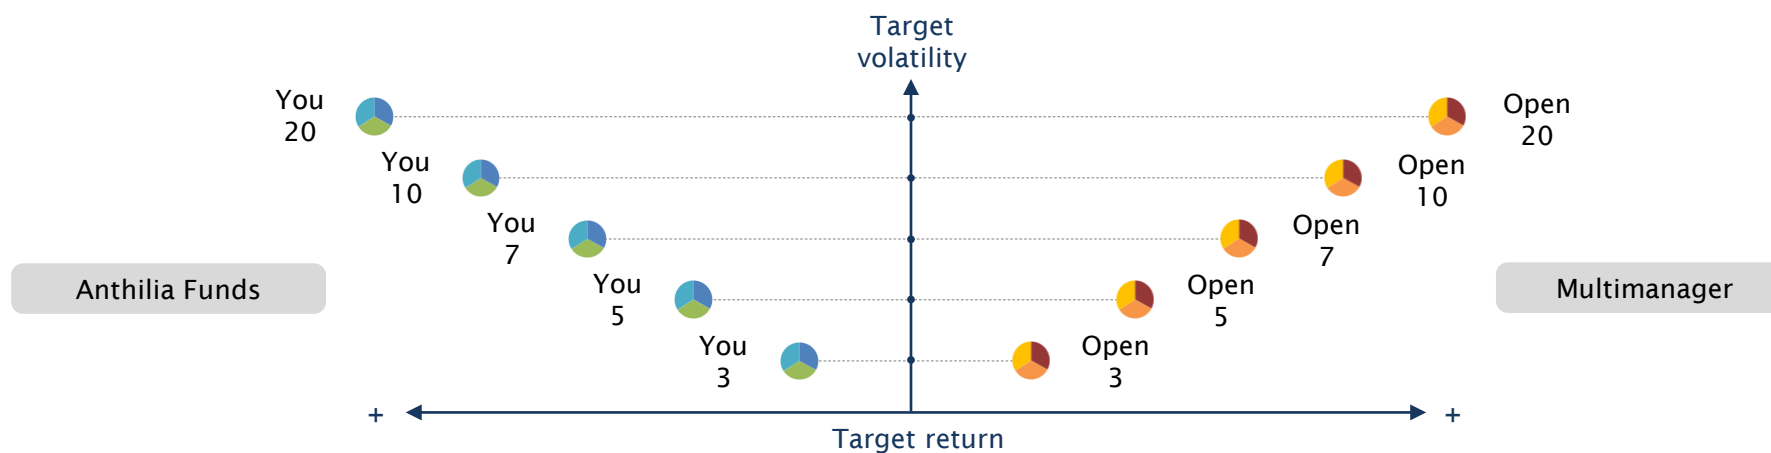 Target
volatility
You
20
Open
20
You
10
Open
10
You
7
Open
7
Anthilia Funds
You
5
Open
5
Multimanager
You
3
Open
3
+
+
Target return